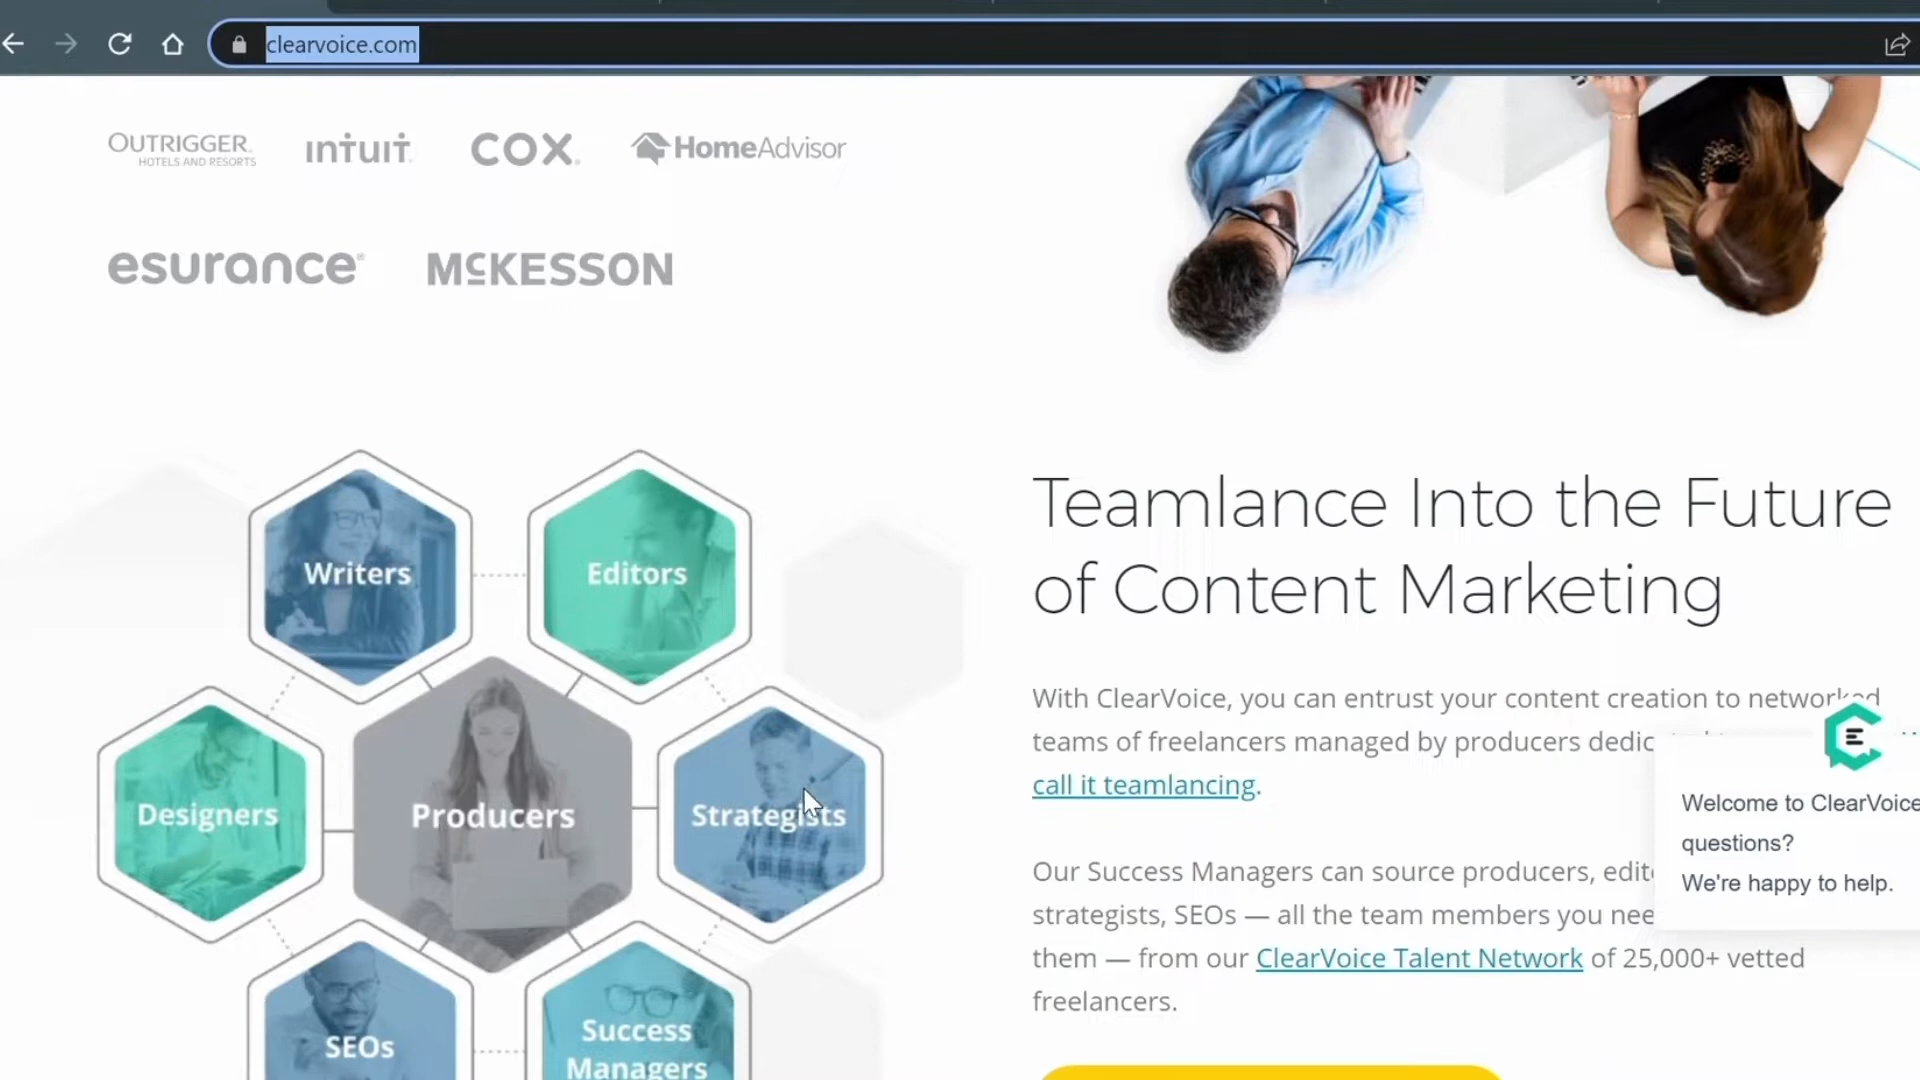 clearvoice.com
OUTRIGGER
HOTELS AND RESORTS
intuit
COX
HomeAdvisor
esurance
MCKESSON
Writers
Editors
Designers
Producers
Strategists
SEOs
Success
Managers
Teamlance Into the Future
of Content Marketing
With ClearVoice, you can entrust your content creation to networked
teams of freelancers managed by producers
call it teamlancing.
Our Success Managers can source producers,
strategists, SEOs — all the team members you
them — from our ClearVoice Talent Network of 25,000+ vetted
freelancers.
Welcome to ClearVoice
questions?
We're happy to help.